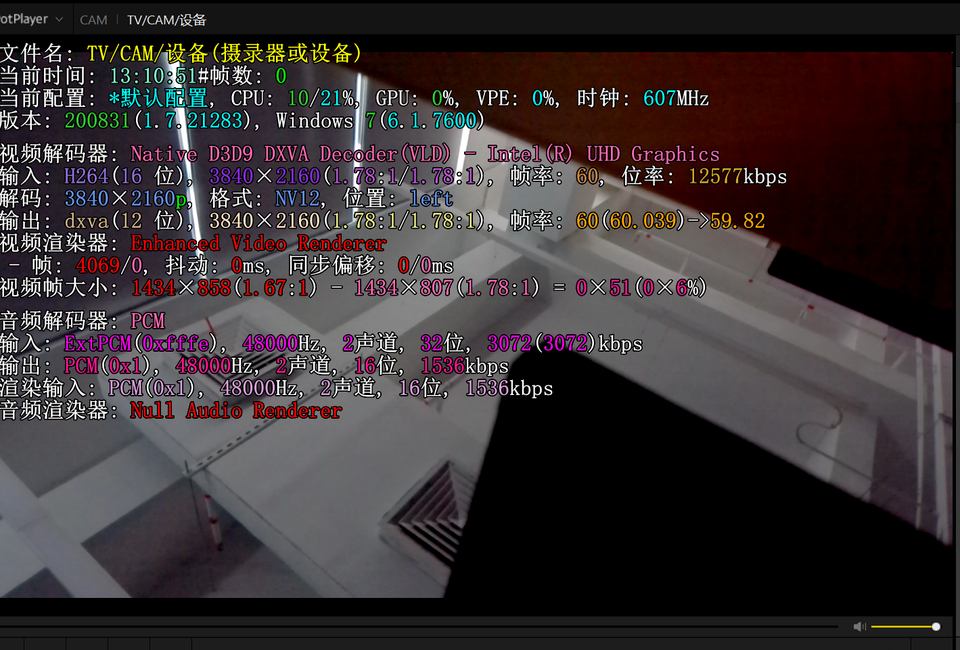 otPlayer CAM TV/CAM/设备
文件名: TV/CAM/设备(摄录器或设备)
当前时间: 13:10:51#帧数: 0
当前配置: *默认配置, CPU: 10/21%, GPU: 0%, VPE: 0%, 时钟: 607MHz
版本: 200831(1.7.21283), Windows 7(6.1.7600)
视频解码器: Native D3D9 DXVA Decoder(VLD) - Intel(R) UHD Graphics
输入: H264(16 位), 3840×2160(1.78:1/1.78:1), 帧率: 60, 位率: 12577kbps
解码: 3840×2160p, 格式: NV12, 位置: left
输出: dxva(12 位), 3840×2160(1.78:1/1.78:1), 帧率: 60(60.039)->59.82
视频渲染器: Enhanced Video Renderer
- 帧: 4069/0, 抖动: 0ms, 同步偏移: 0/0ms
视频帧大小: 1434×858(1.67:1) - 1434×807(1.78:1) = 0×51(0×6%)
音频解码器: PCM
输入: ExtPCM(0xfffe), 48000Hz, 2声道, 32位, 3072(3072)kbps
输出: PCM(0x1), 48000Hz, 2声道, 16位, 1536kbps
渲染输入: PCM(0x1), 48000Hz, 2声道, 16位, 1536kbps
音频渲染器: Null Audio Renderer